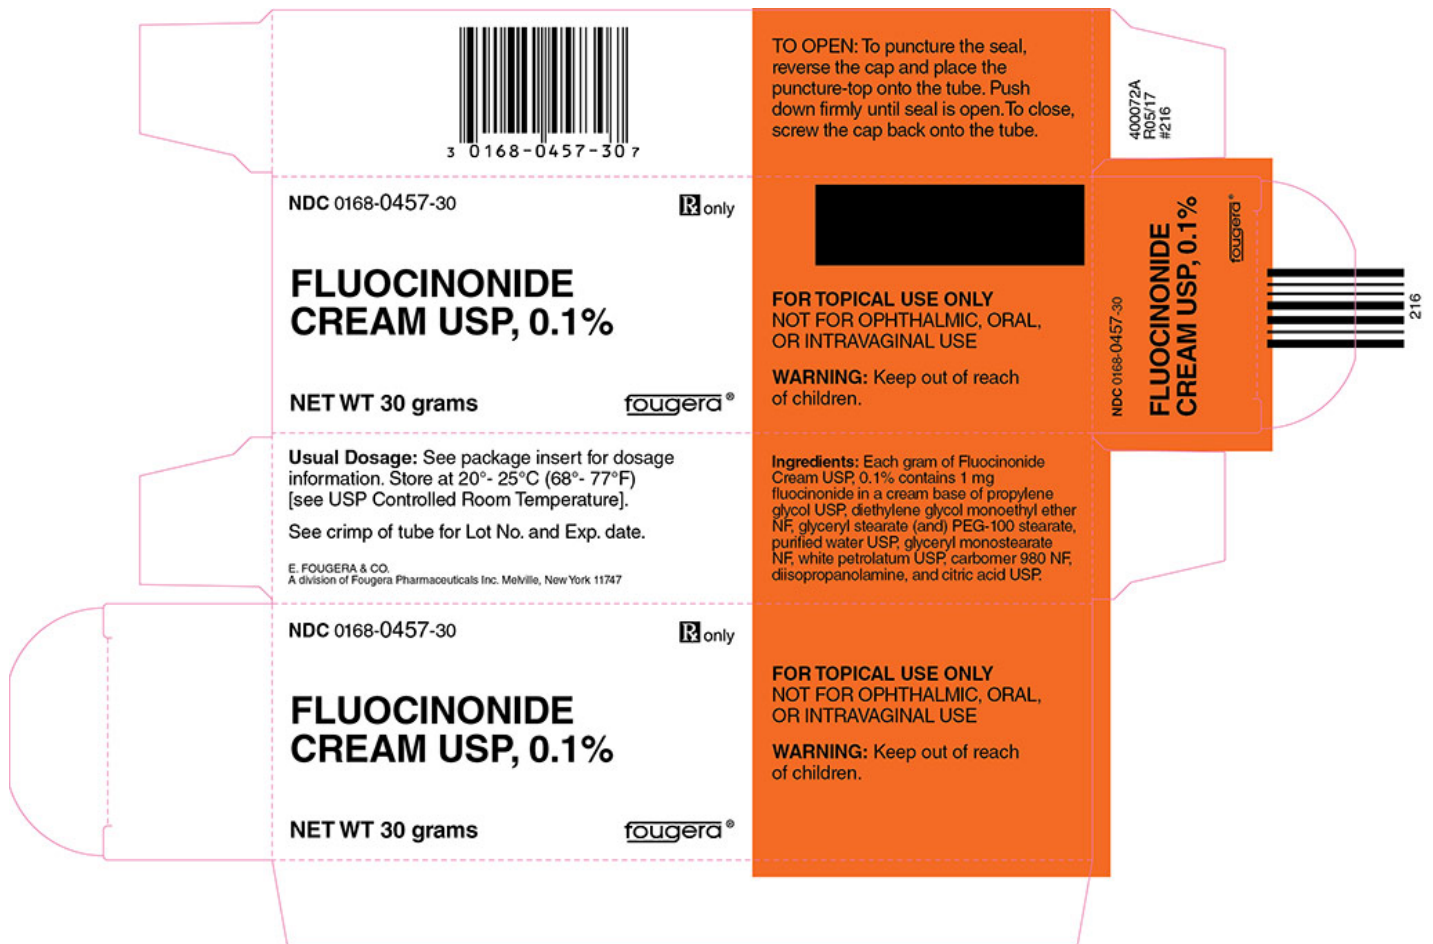 3 0168-0457-30 7
TO OPEN: To puncture the seal,
reverse the cap and place the
puncture-top onto the tube. Push
down firmly until seal is open. To close,
screw the cap back onto the tube.
400072A
R05/17
#216
NDC 0168-0457-30
Rx only
FLUOCINONIDE
CREAM USP, 0.1%
NET WT 30 grams
fougera®
FOR TOPICAL USE ONLY
NOT FOR OPHTHALMIC, ORAL,
OR INTRAVAGINAL USE
WARNING: Keep out of reach
of children.
NDC 0168-0457-30
FLUOCINONIDE
CREAM USP, 0.1%
fougera®
216
Usual Dosage: See package insert for dosage
information. Store at 20°- 25°C (68°- 77°F)
[see USP Controlled Room Temperature].
See crimp of tube for Lot No. and Exp. date.
E. FOUGERA & CO.
A division of Fougera Pharmaceuticals Inc. Melville, New York 11747
Ingredients: Each gram of Fluocinonide
Cream USP, 0.1% contains 1 mg
fluocinonide in a cream base of propylene
glycol USP, diethylene glycol monoethyl ether
NF, glyceryl stearate (and) PEG-100 stearate,
purified water USP, glyceryl monostearate
NF, white petrolatum USP, carbomer 980 NF,
diisopropanolamine, and citric acid USP.
NDC 0168-0457-30
Rx only
FLUOCINONIDE
CREAM USP, 0.1%
NET WT 30 grams
fougera®
FOR TOPICAL USE ONLY
NOT FOR OPHTHALMIC, ORAL,
OR INTRAVAGINAL USE
WARNING: Keep out of reach
of children.